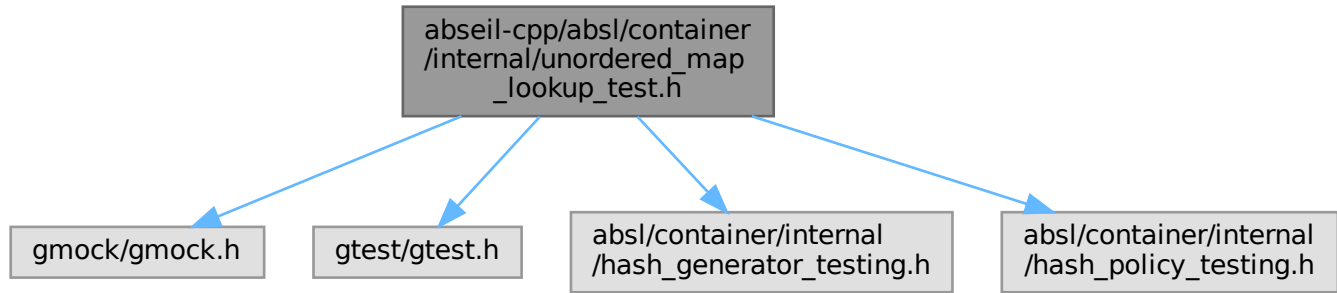 abseil-cpp/absl/container
/internal/unordered_map
_lookup_test.h
gmock/gmock.h
gtest/gtest.h
absl/container/internal
/hash_generator_testing.h
absl/container/internal
/hash_policy_testing.h